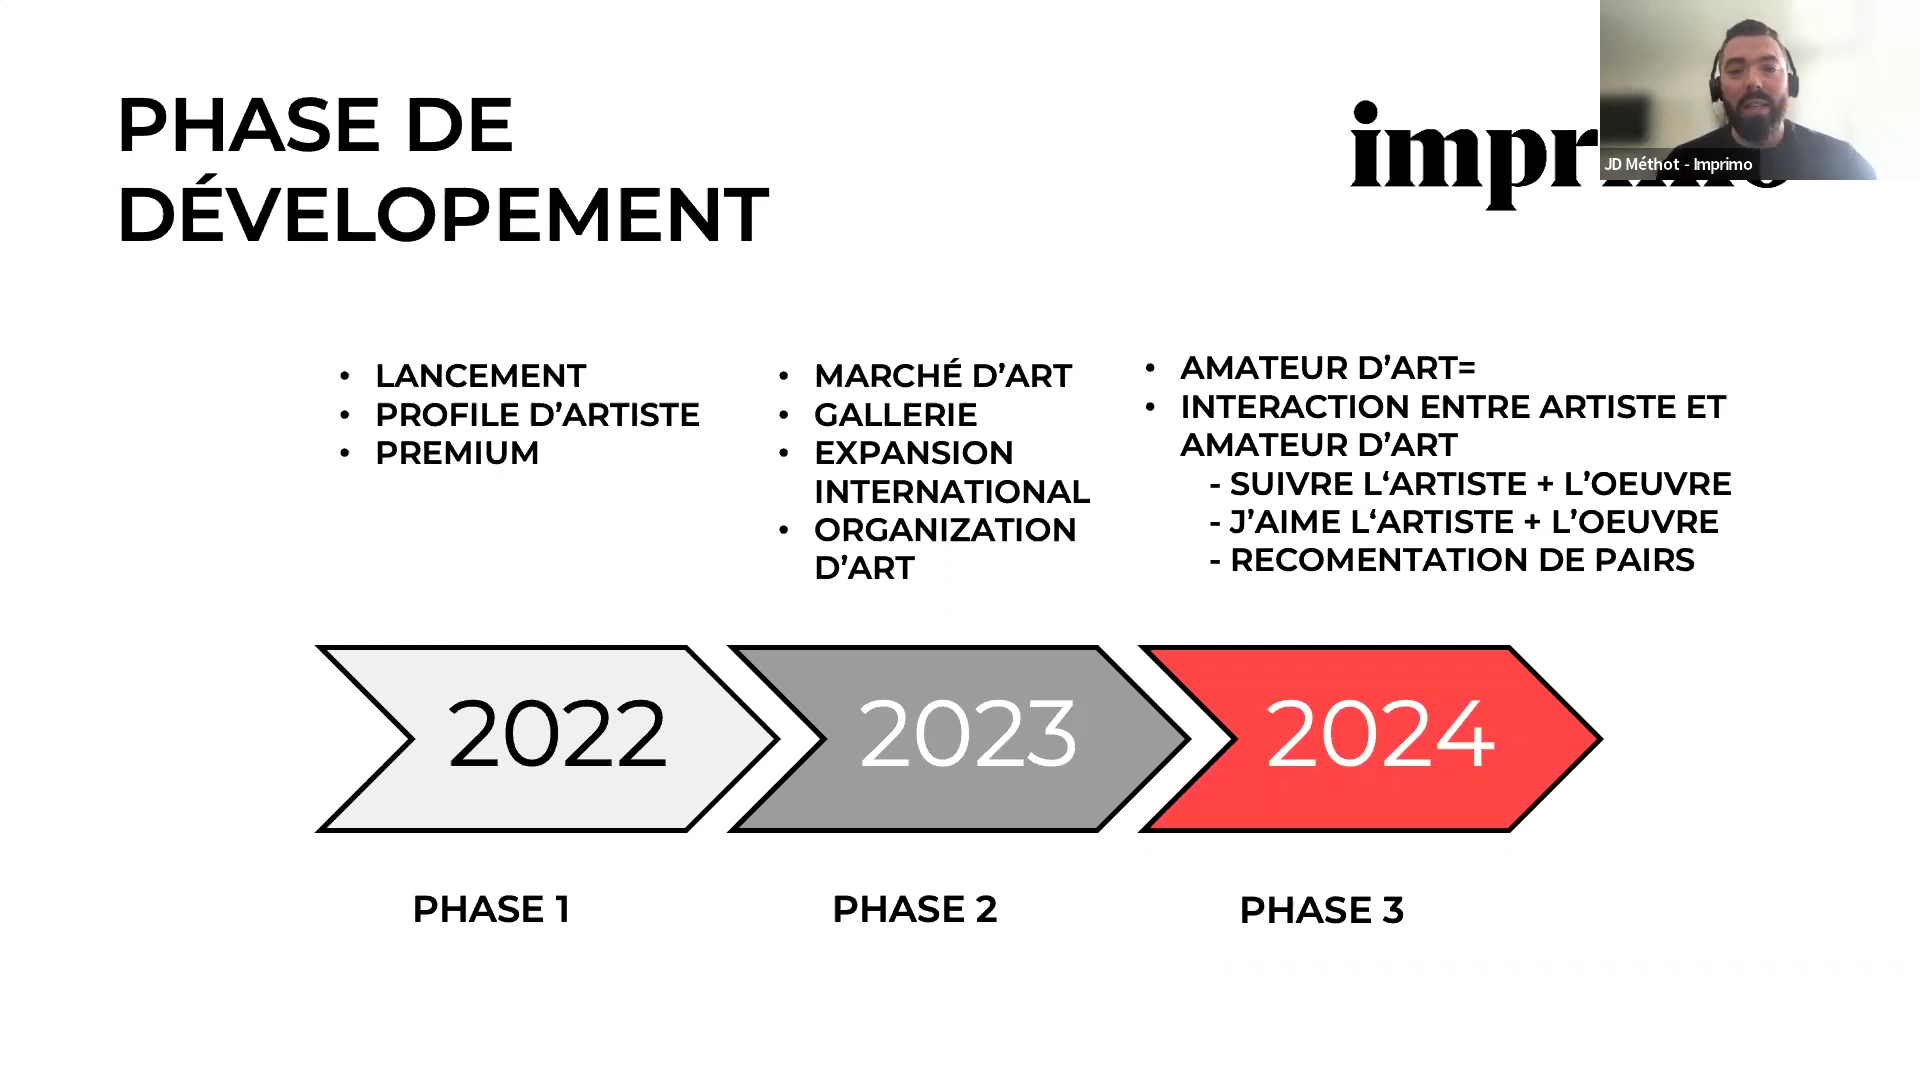 PHASE DE
DÉVELOPEMENT
JD Méthot - Imprimo
• LANCEMENT
• PROFILE D’ARTISTE
• PREMIUM
• MARCHÉ D’ART
• GALLERIE
• EXPANSION
INTERNATIONAL
• ORGANIZATION
D’ART
• AMATEUR D’ART=
• INTERACTION ENTRE ARTISTE ET
AMATEUR D’ART
- SUIVRE L‘ARTISTE + L’OEUVRE
- J’AIME L‘ARTISTE + L’OEUVRE
- RECOMENTATION DE PAIRS
2022
2023
2024
PHASE 1
PHASE 2
PHASE 3